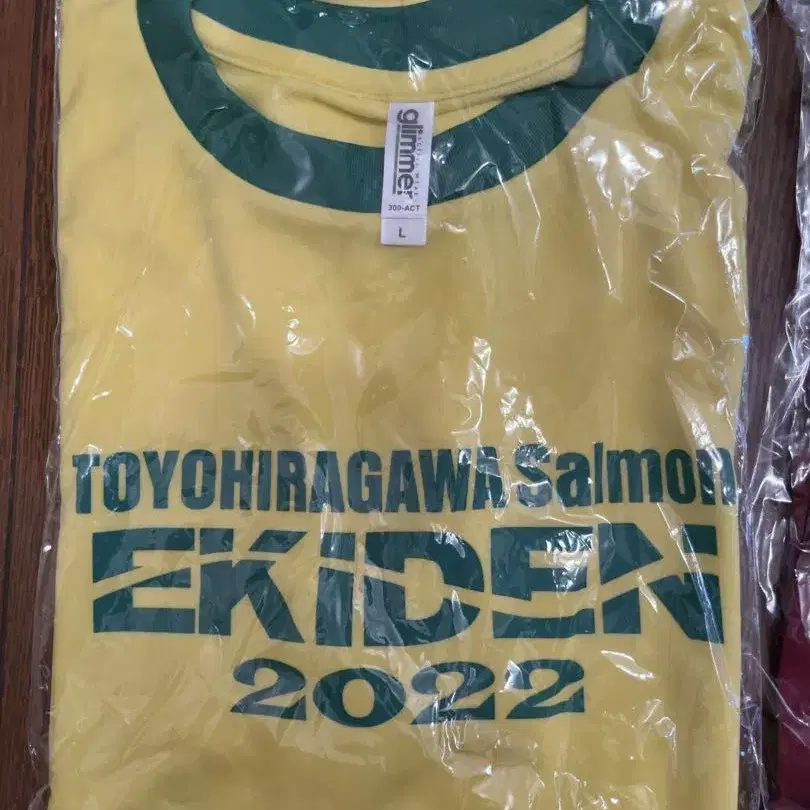 glimmer
300-ACT
L
TOYOHIRAGAWA Salmon
EKIDEN
2022